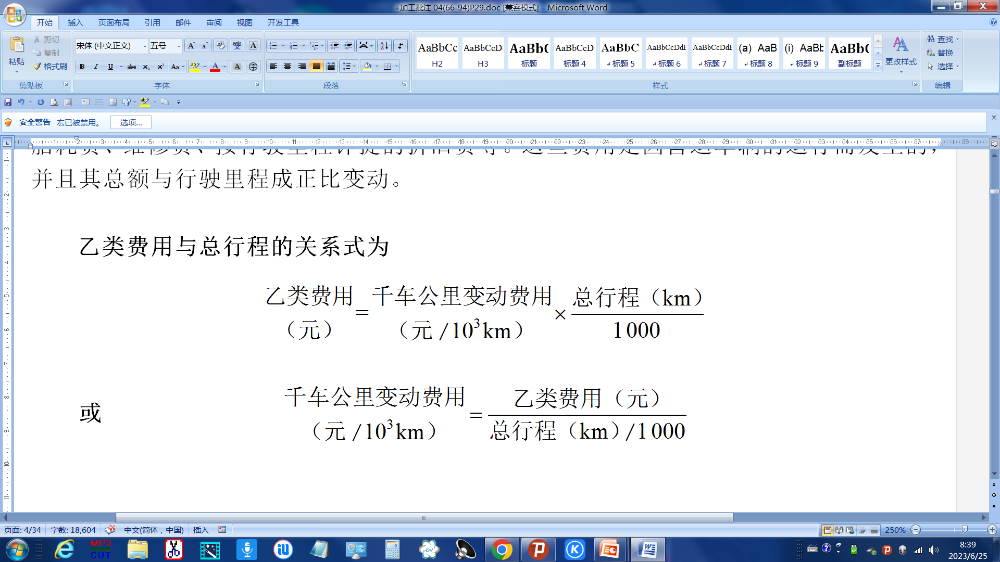 +加工批注 04(66-94)P29.doc [兼容模式] - Microsoft Word
开始 插入 页面布局 引用 邮件 审阅 视图 开发工具
粘贴 剪切 复制 格式刷
剪贴板
宋体 (中文正文) 五号
字体
段落
AaBbCc AaBbCcD AaBb( AaBbCcD AaBbC AaBbCcDdE AaBbCcDdE (a) AaB (i) AaBb AaBb(
H2 H3 标题 标题 4 标题 5 标题 6 标题 7 标题 8 标题 9 副标题
更改样式
样式
查找
替换
选择
编辑
安全警告 宏已被禁用。 选项...
并且其总额与行驶里程成正比变动。
乙类费用与总行程的关系式为
乙类费用（元）=千车公里变动费用（元/10³km）×总行程（km）/1000
或 千车公里变动费用（元/10³km）=乙类费用（元）/总行程（km）/1000
页面: 4/34 字数: 18,604 中文(简体，中国) 插入 250%
MP3 CUT
8:39
2023/6/25